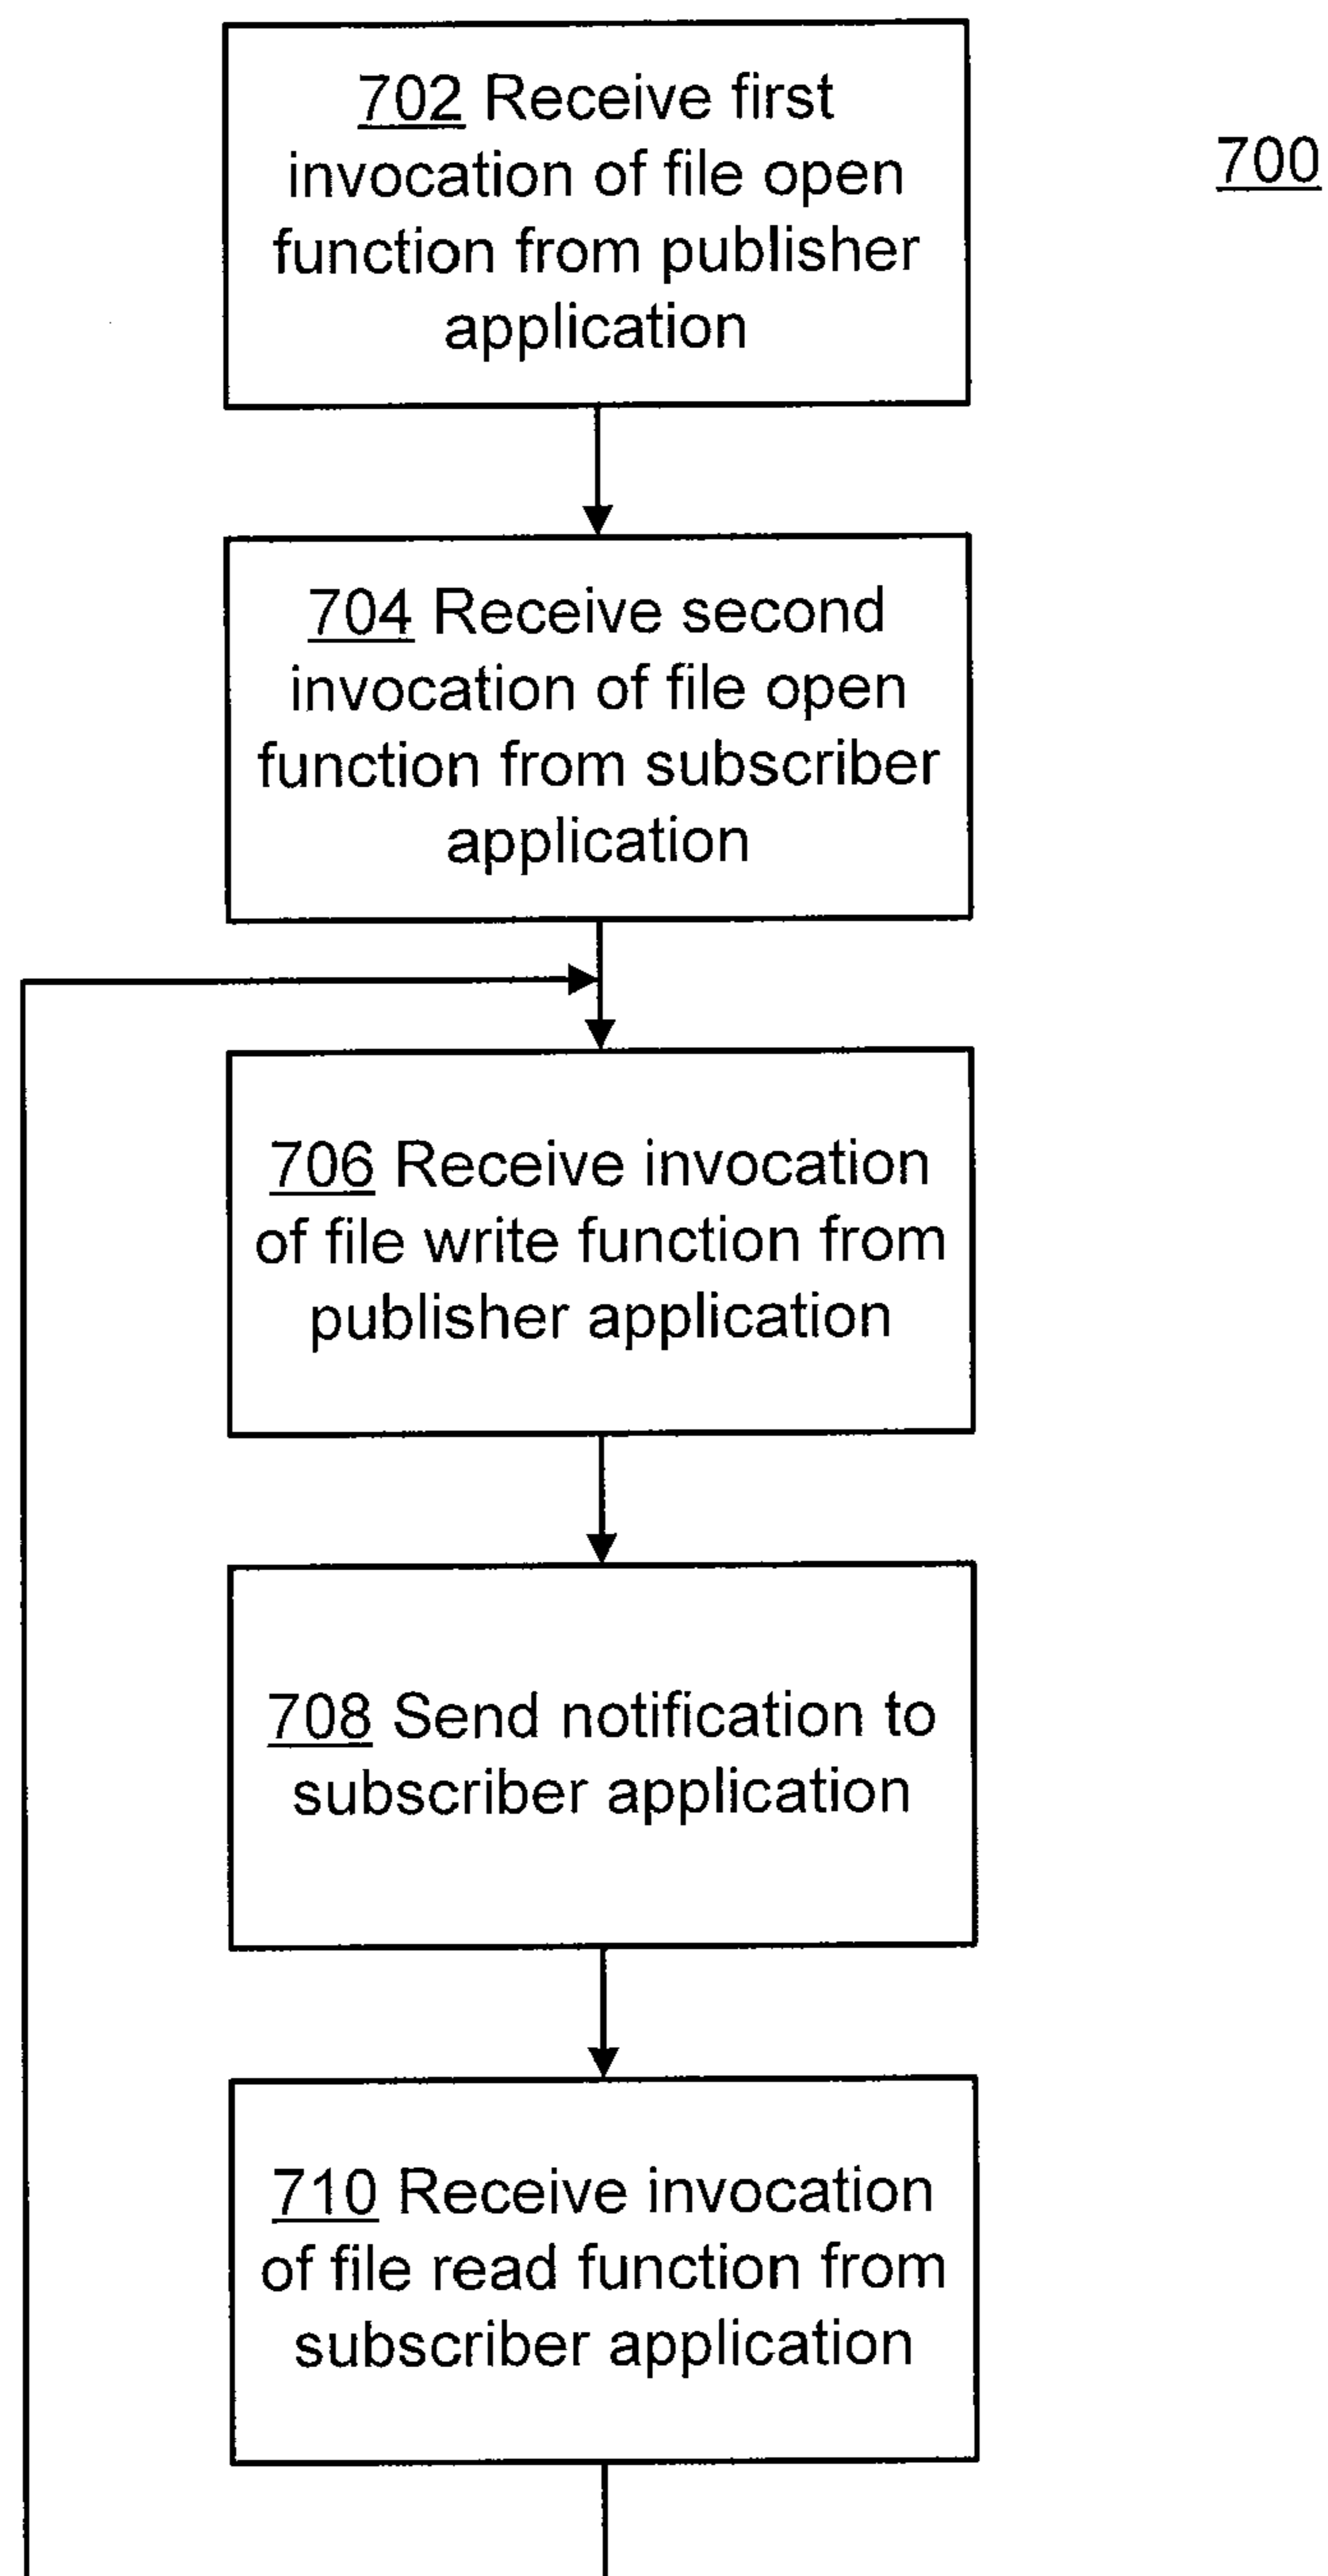 702 Receive first
invocation of file open
function from publisher
application
700
704 Receive second
invocation of file open
function from subscriber
application
706 Receive invocation
of file write function from
publisher application
708 Send notification to
subscriber application
710 Receive invocation
of file read function from
subscriber application